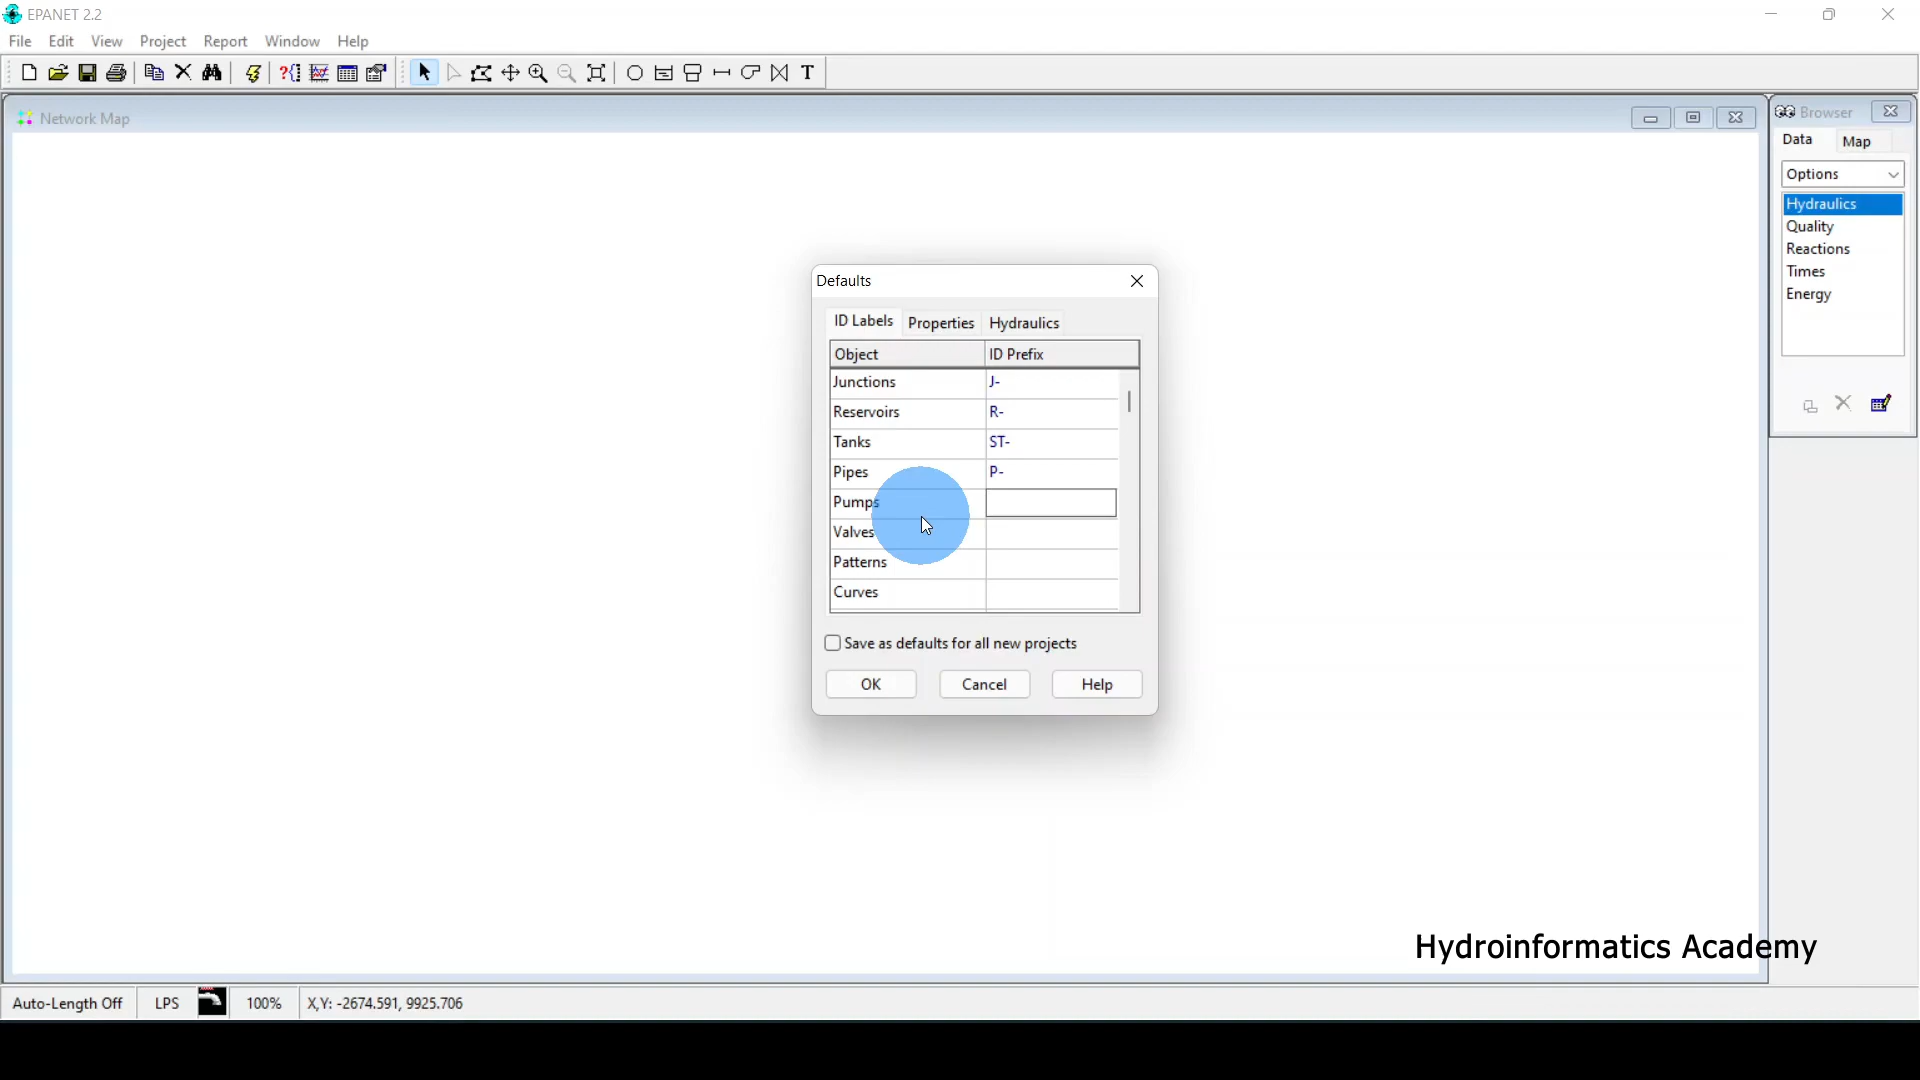 EPANET 2.2
File Edit View Project Report Window Help
T
Network Map
Browser
Data Map
Options
Hydraulics
Quality
Reactions
Times
Energy
Defaults
ID Labels Properties Hydraulics
Object ID Prefix
Junctions J-
Reservoirs R-
Tanks ST-
Pipes P-
Pumps
Valves
Patterns
Curves
Save as defaults for all new projects
OK Cancel Help
Hydroinformatics Academy
Auto-Length Off LPS 100% X,Y: -2674.591, 9925.706